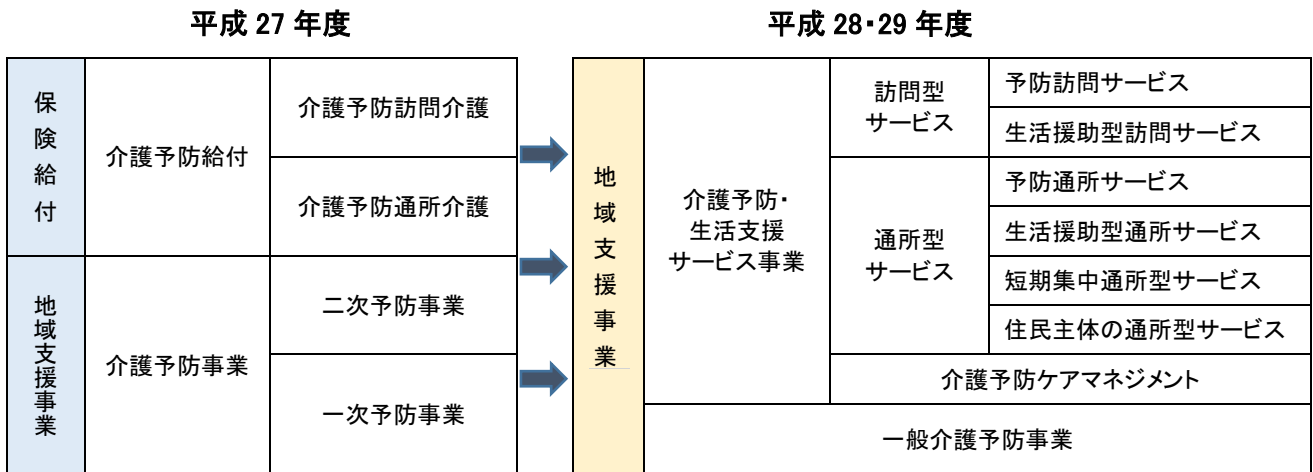 平成 27 年度
保険給付
介護予防給付
介護予防訪問介護
介護予防通所介護
地域支援事業
介護予防事業
二次予防事業
一次予防事業
平成 28・29 年度
地域支援事業
介護予防・
生活支援
サービス事業
訪問型
サービス
予防訪問サービス
生活援助型訪問サービス
通所型
サービス
予防通所サービス
生活援助型通所サービス
短期集中通所型サービス
住民主体の通所型サービス
介護予防ケアマネジメント
一般介護予防事業